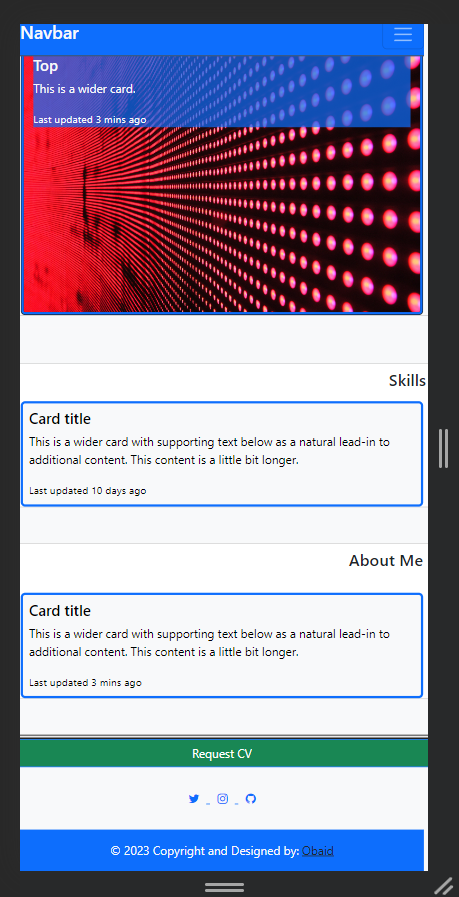 Navbar
Top
This is a wider card.
Last updated 3 mins ago
Skills
Card title
This is a wider card with supporting text below as a natural lead-in to
additional content. This content is a little bit longer.
Last updated 10 days ago
About Me
Card title
This is a wider card with supporting text below as a natural lead-in to
additional content. This content is a little bit longer.
Last updated 3 mins ago
Request CV
© 2023 Copyright and Designed by: Obaid